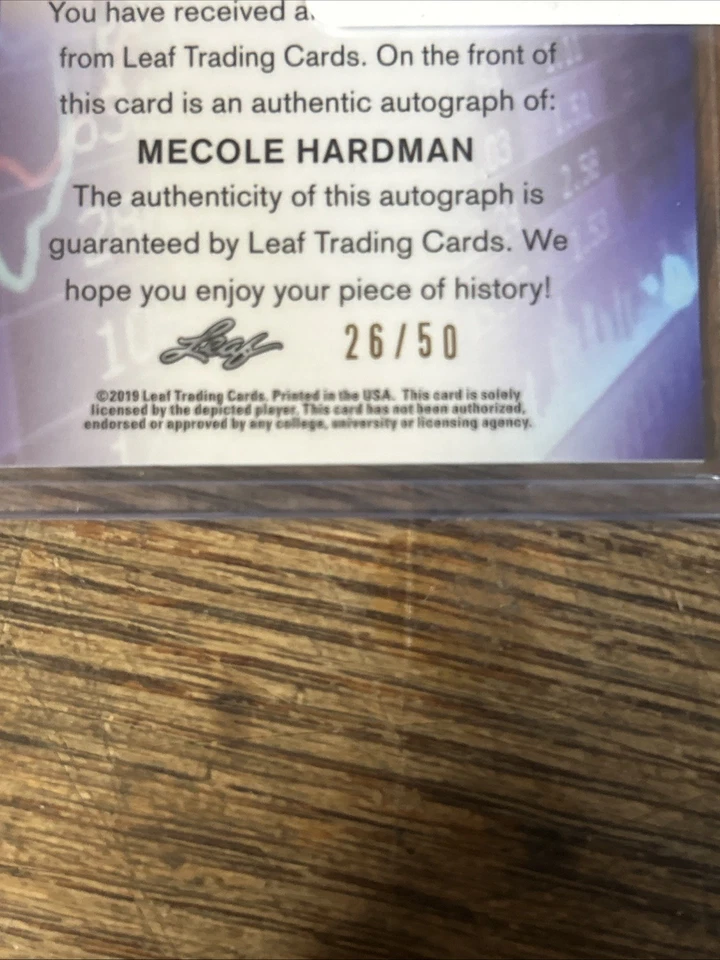 You have received a
from Leaf Trading Cards. On the front of
this card is an authentic autograph of:
MECOLE HARDMAN
The authenticity of this autograph is
guaranteed by Leaf Trading Cards. We
hope you enjoy your piece of history!
Leaf 26/50
©2019 Leaf Trading Cards. Printed in the USA. This card is solely
licensed by the depicted player. This card has not been authorized,
endorsed or approved by any college, university or licensing agency.